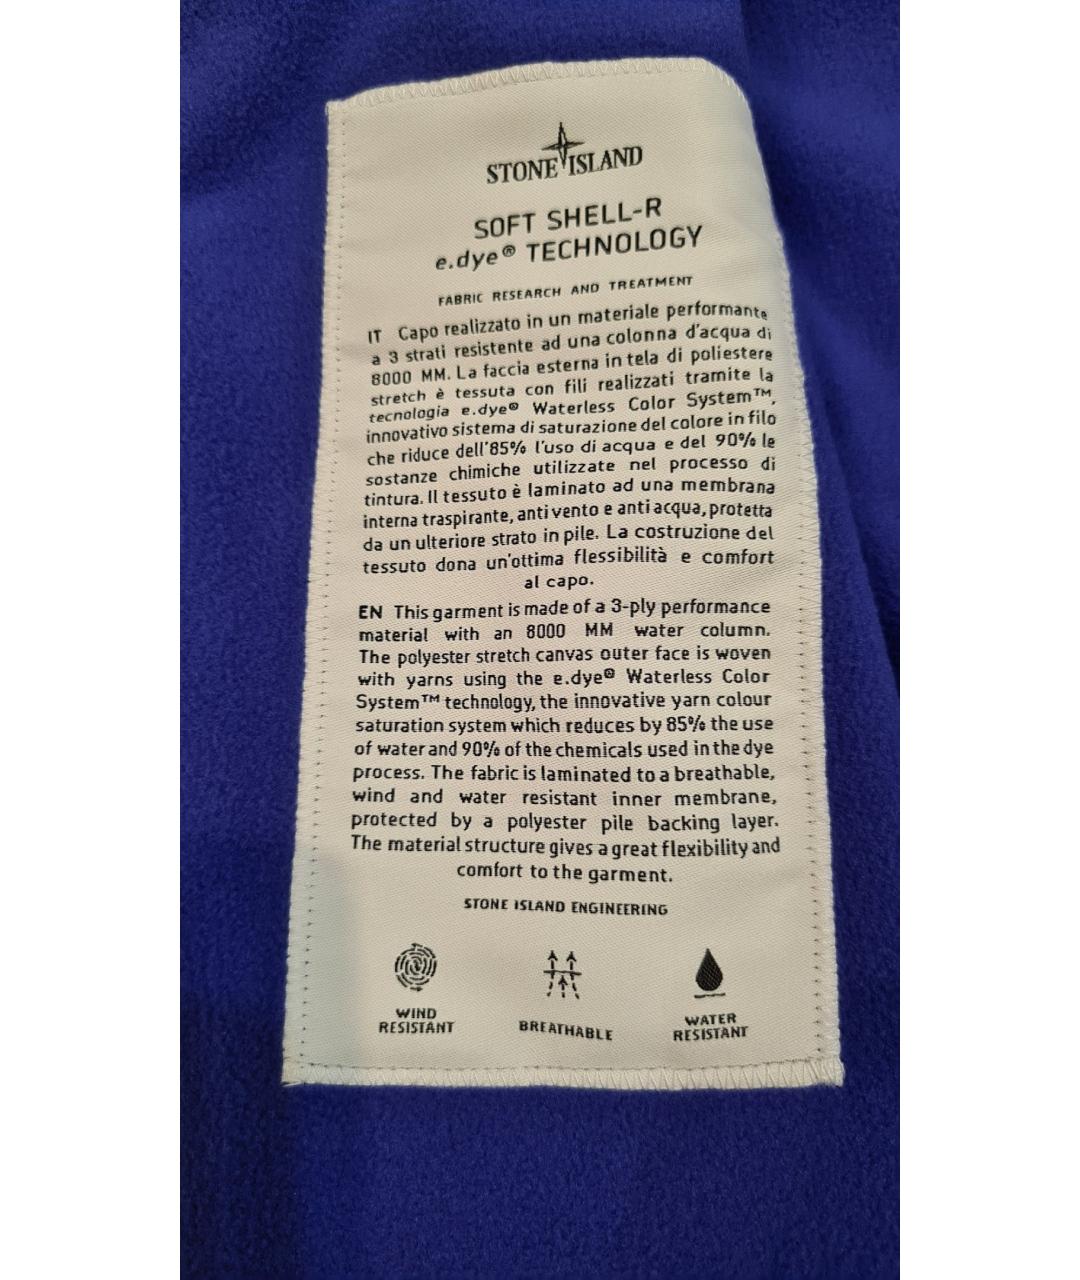 STONE ISLAND
SOFT SHELL-R
e.dye® TECHNOLOGY
FABRIC RESEARCH AND TREATMENT
IT Capo realizzato in un materiale performante
a 3 strati resistente ad una colonna d'acqua di
8000 MM. La faccia esterna in tela di poliestere
stretch è tessuta con fili realizzati tramite la
tecnologia e.dye® Waterless Color System™,
innovativo sistema di saturazione del colore in filo
che riduce dell'85% l'uso di acqua e del 90% le
sostanze chimiche utilizzate nel processo di
tintura. Il tessuto è laminato ad una membrana
interna traspirante, anti vento e anti acqua, protetta
da un ulteriore strato in pile. La costruzione del
tessuto dona un'ottima flessibilità e comfort
al capo.
EN This garment is made of a 3-ply performance
material with an 8000 MM water column.
The polyester stretch canvas outer face is woven
with yarns using the e.dye® Waterless Color
System™ technology, the innovative yarn colour
saturation system which reduces by 85% the use
of water and 90% of the chemicals used in the dye
process. The fabric is laminated to a breathable,
wind and water resistant inner membrane,
protected by a polyester pile backing layer.
The material structure gives a great flexibility and
comfort to the garment.
STONE ISLAND ENGINEERING
WIND
RESISTANT
BREATHABLE
WATER
RESISTANT